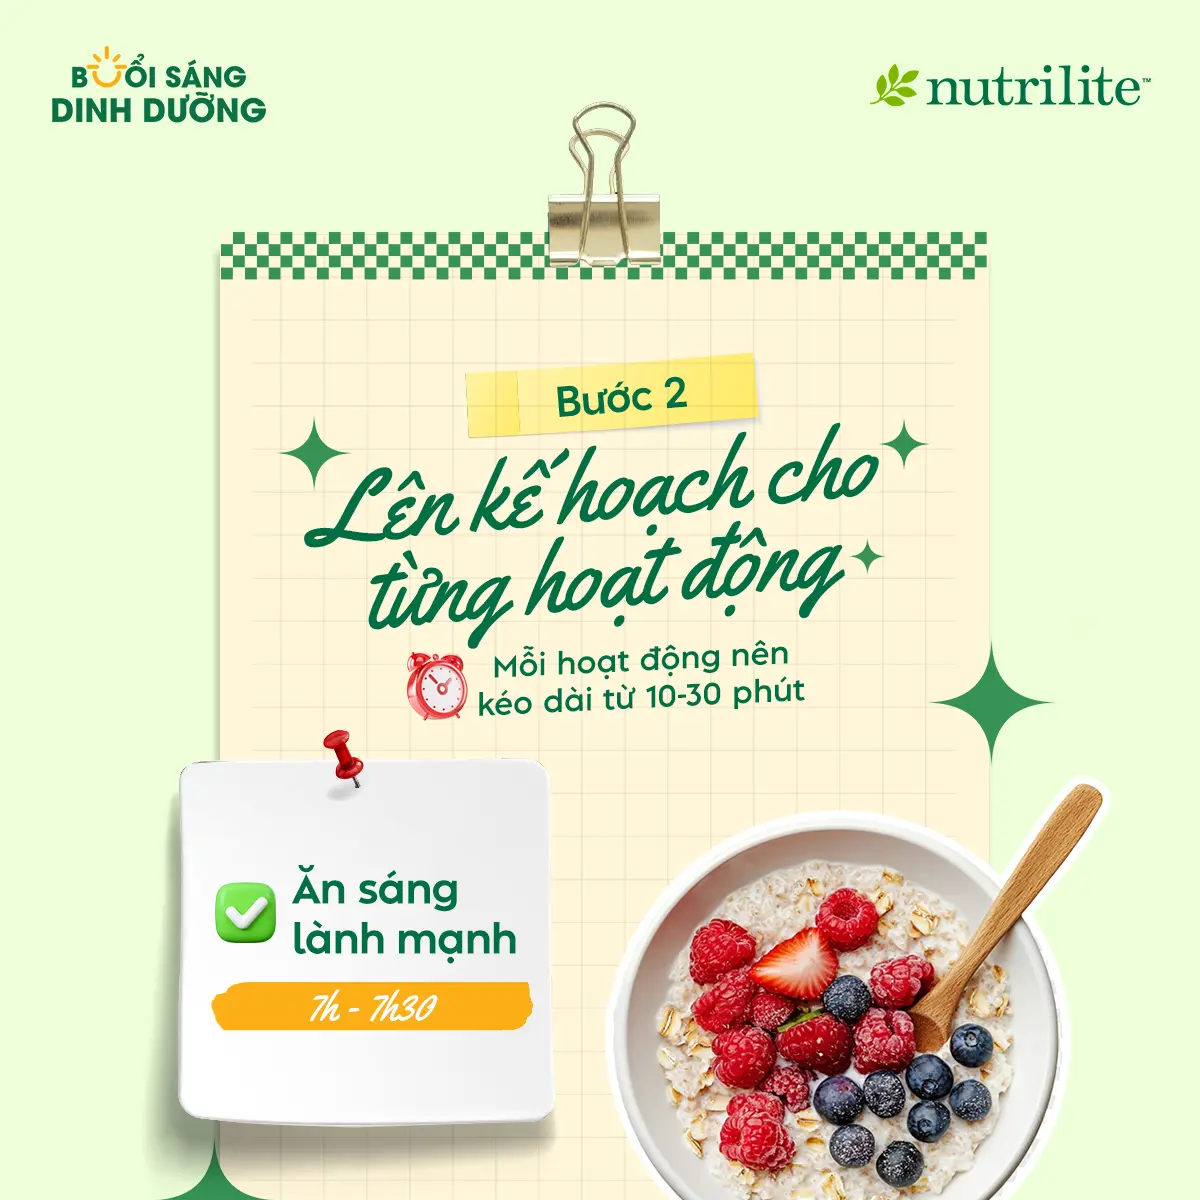 BUỔI SÁNG
DINH DƯỠNG
nutrilite™
Bước 2
Lên kế hoạch cho
từng hoạt động
Mỗi hoạt động nên
kéo dài từ 10-30 phút
Ăn sáng
lành mạnh
7h - 7h30